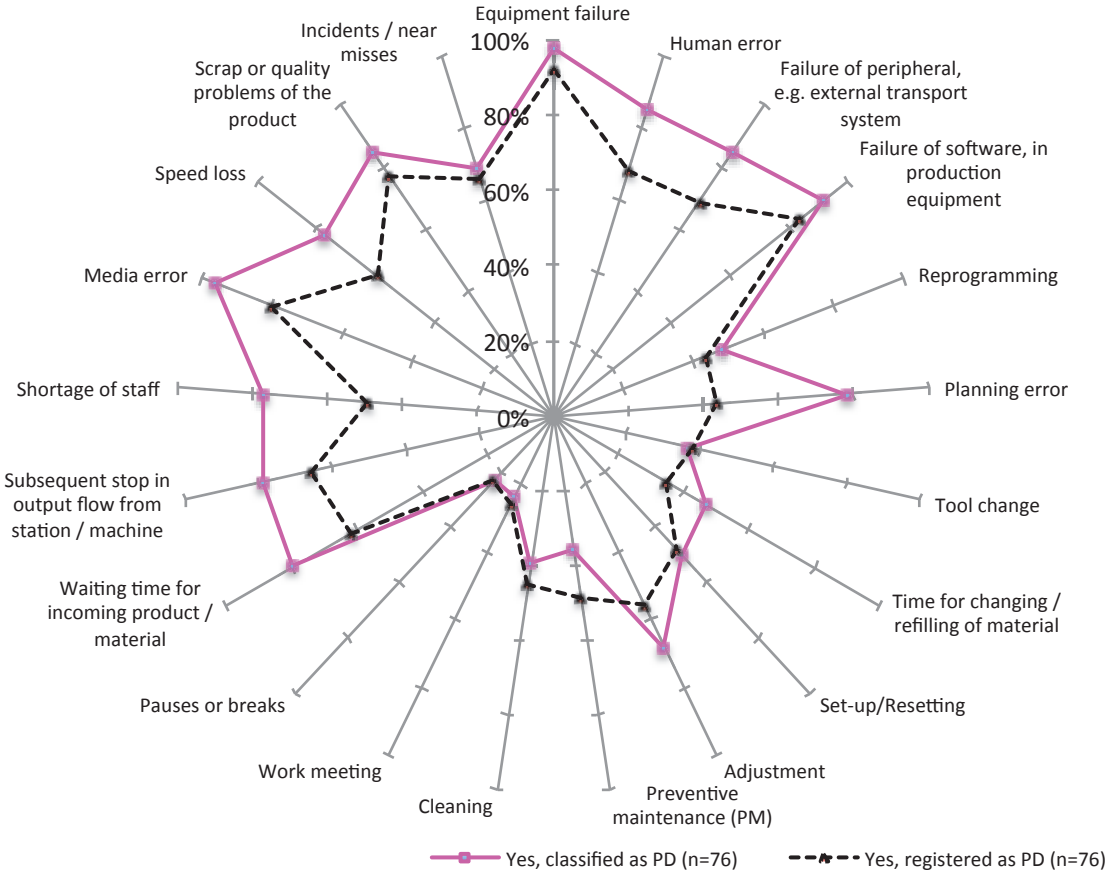 Equipment failure
100%
80%
60%
40%
20%
0%
Human error
Failure of peripheral,
e.g. external transport
system
Failure of software, in
production
equipment
Reprogramming
Planning error
Tool change
Time for changing /
refilling of material
Set-up/Resetting
Adjustment
Preventive
maintenance (PM)
Cleaning
Work meeting
Pauses or breaks
Waiting time for
incoming product /
material
Subsequent stop in
output flow from
station / machine
Shortage of staff
Media error
Speed loss
Scrap or quality
problems of the
product
Incidents / near
misses
Yes, classified as PD (n=76)
Yes, registered as PD (n=76)